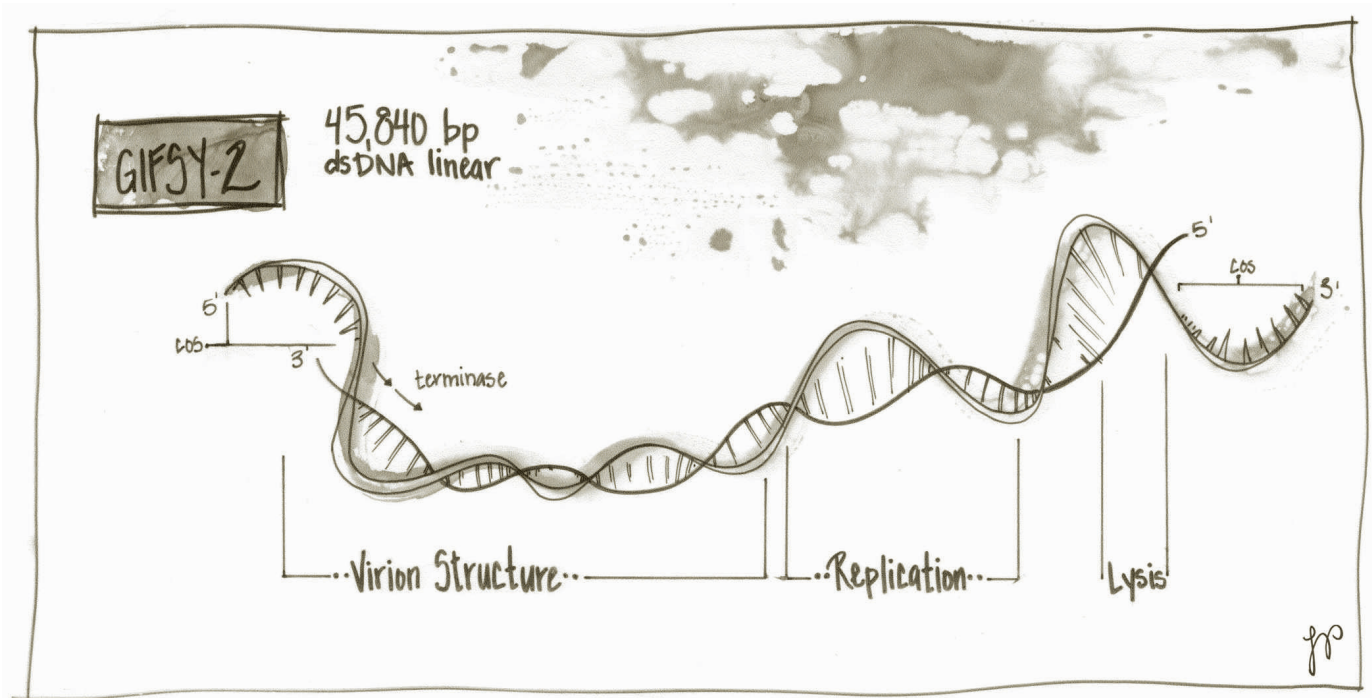 GIFSY-2
45,840 bp
dsDNA linear
5'
cos
3'
terminase
5'
cos
3'
··Virion Structure··
··Replication··
Lysis